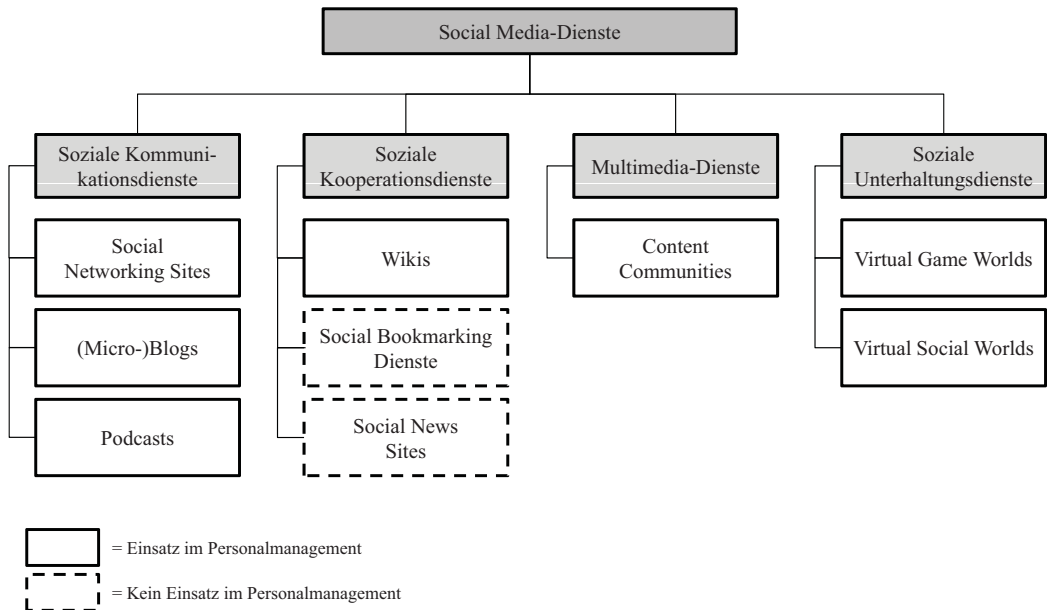 Social Media-Dienste
Soziale Kommuni-
kationsdienste
Soziale
Kooperationsdienste
Multimedia-Dienste
Soziale
Unterhaltungsdienste
Social
Networking Sites
Wikis
Content
Communities
Virtual Game Worlds
(Micro-)Blogs
Social Bookmarking
Dienste
Virtual Social Worlds
Podcasts
Social News
Sites
= Einsatz im Personalmanagement
= Kein Einsatz im Personalmanagement